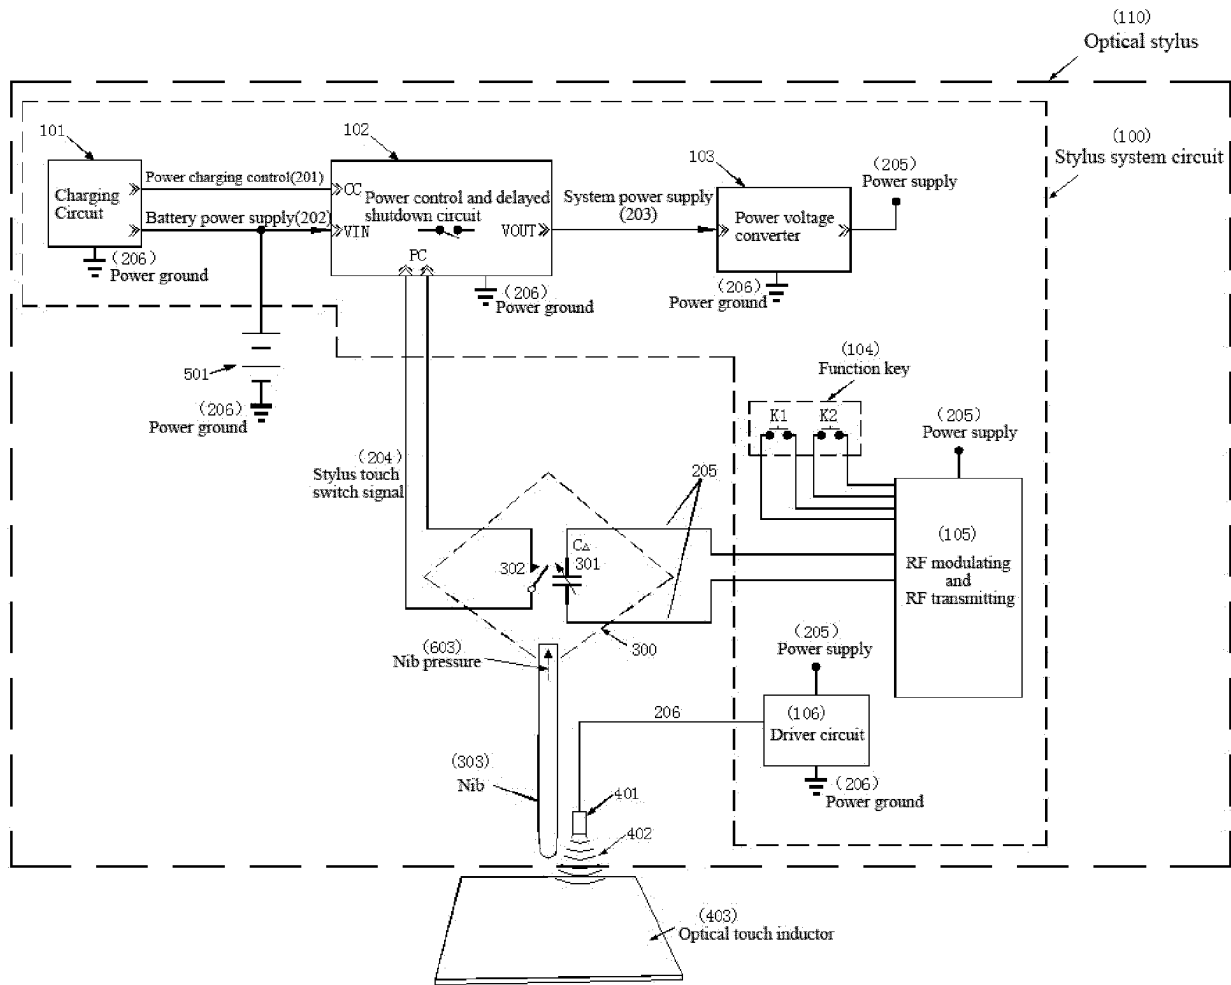 (110)
Optical stylus
(100)
Stylus system circuit
101
102
103
(205)
Power supply
Charging
Circuit
Power charging control(201)
Battery power supply(202)
CC
VIN
Power control and delayed
shutdown circuit
VOUT
PC
System power supply
(203)
Power voltage
converter
(206)
Power ground
(206)
Power ground
(206)
Power ground
501
(206)
Power ground
(104)
Function key
K1
K2
(205)
Power supply
(204)
Stylus touch
switch signal
205
C△
302
301
(105)
RF modulating
and
RF transmitting
300
(603)
Nib pressure
(205)
Power supply
206
(106)
Driver circuit
(303)
Nib
401
(206)
Power ground
402
(403)
Optical touch inductor